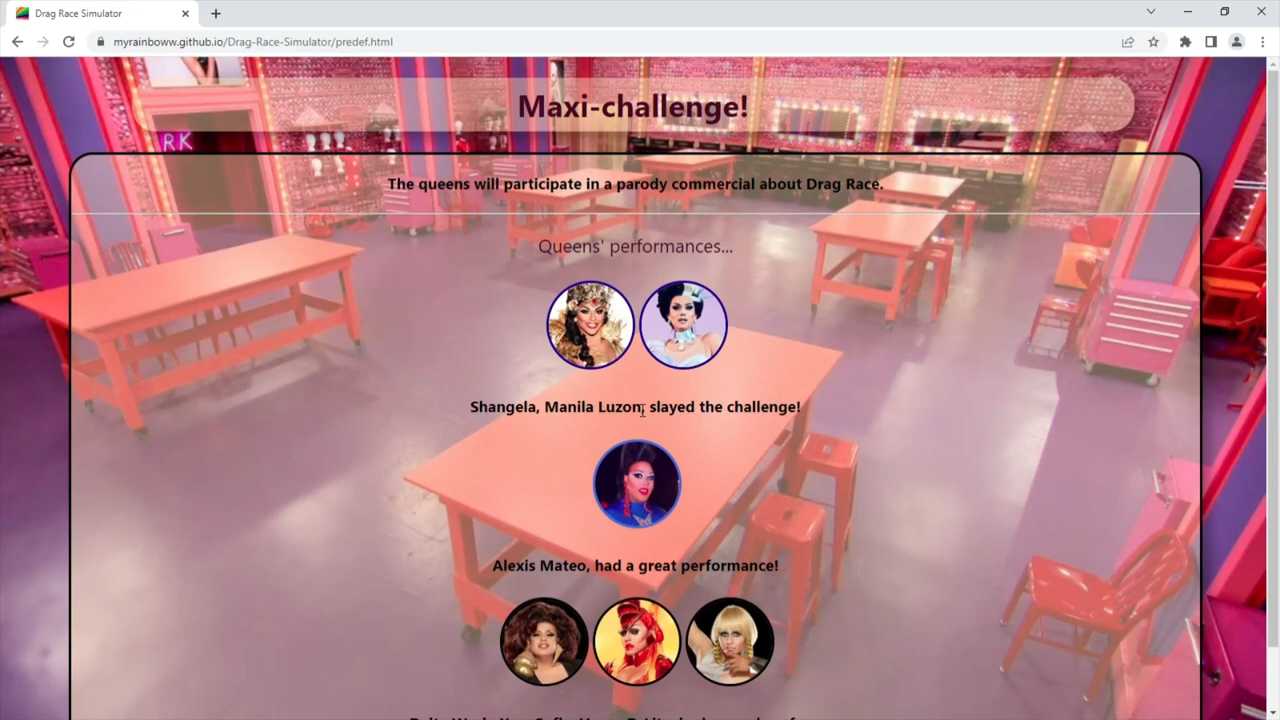 Drag Race Simulator
myrainboww.github.io/Drag-Race-Simulator/predef.html
RK
Maxi-challenge!
The queens will participate in a parody commercial about Drag Race.
Queens' performances...
Shangela, Manila Luzon, slayed the challenge!
Alexis Mateo, had a great performance!